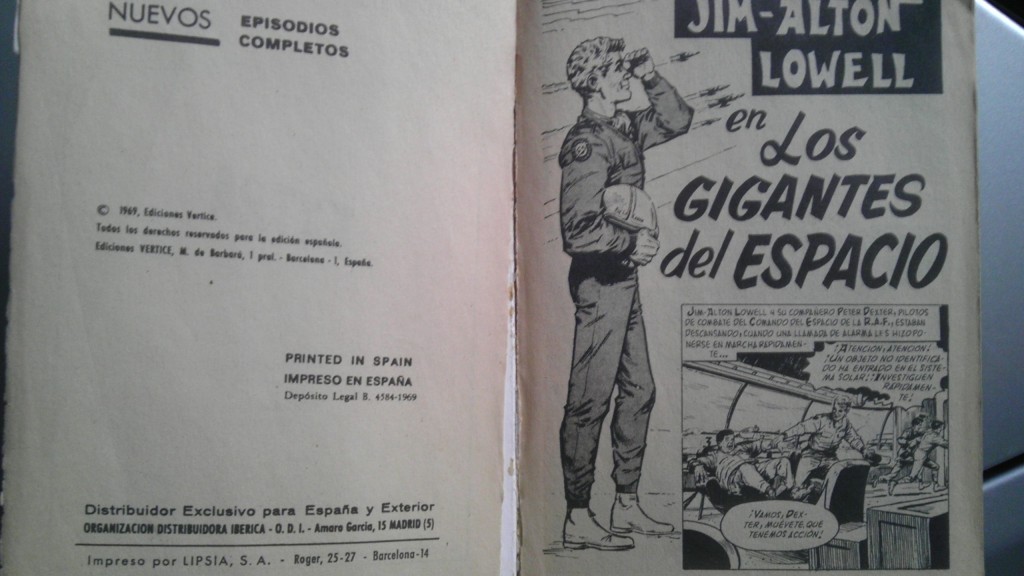 NUEVOS
EPISODIOS
COMPLETOS
© 1969, Ediciones Vertice.
Todos los derechos reservados para la edición española.
Ediciones VERTICE, M. de Barbará, 1 pral. - Barcelona - 1, España.
PRINTED IN SPAIN
IMPRESO EN ESPAÑA
Depósito Legal B. 4584-1969
Distribuidor Exclusivo para España y Exterior
ORGANIZACION DISTRIBUIDORA IBERICA - O. D. I. - Amaro García, 15 MADRID (5)
Impreso por LIPSIA, S. A. - Roger, 25-27 - Barcelona-14
JIM-ALTON
LOWELL
en Los
GIGANTES
del ESPACIO
JIM-ALTON LOWELL Y SU COMPAÑERO PETER DEXTER, PILOTOS
DE COMBATE DEL COMANDO DEL ESPACIO DE LA R.A.F., ESTABAN
DESCANSANDO, CUANDO UNA LLAMADA DE ALARMA LES HIZO PO-
NERSE EN MARCHA RAPIDAMEN-
TE...
¡ATENCION, ATENCION!
¡UN OBJETO NO IDENTIFICA-
DO HA ENTRADO EN EL SISTE-
MA SOLAR! ¡INVESTIGUEN
RAPIDAMEN-
TE!
¡VAMOS, DEX-
TER, MUEVETE QUE
TENEMOS ACCION!